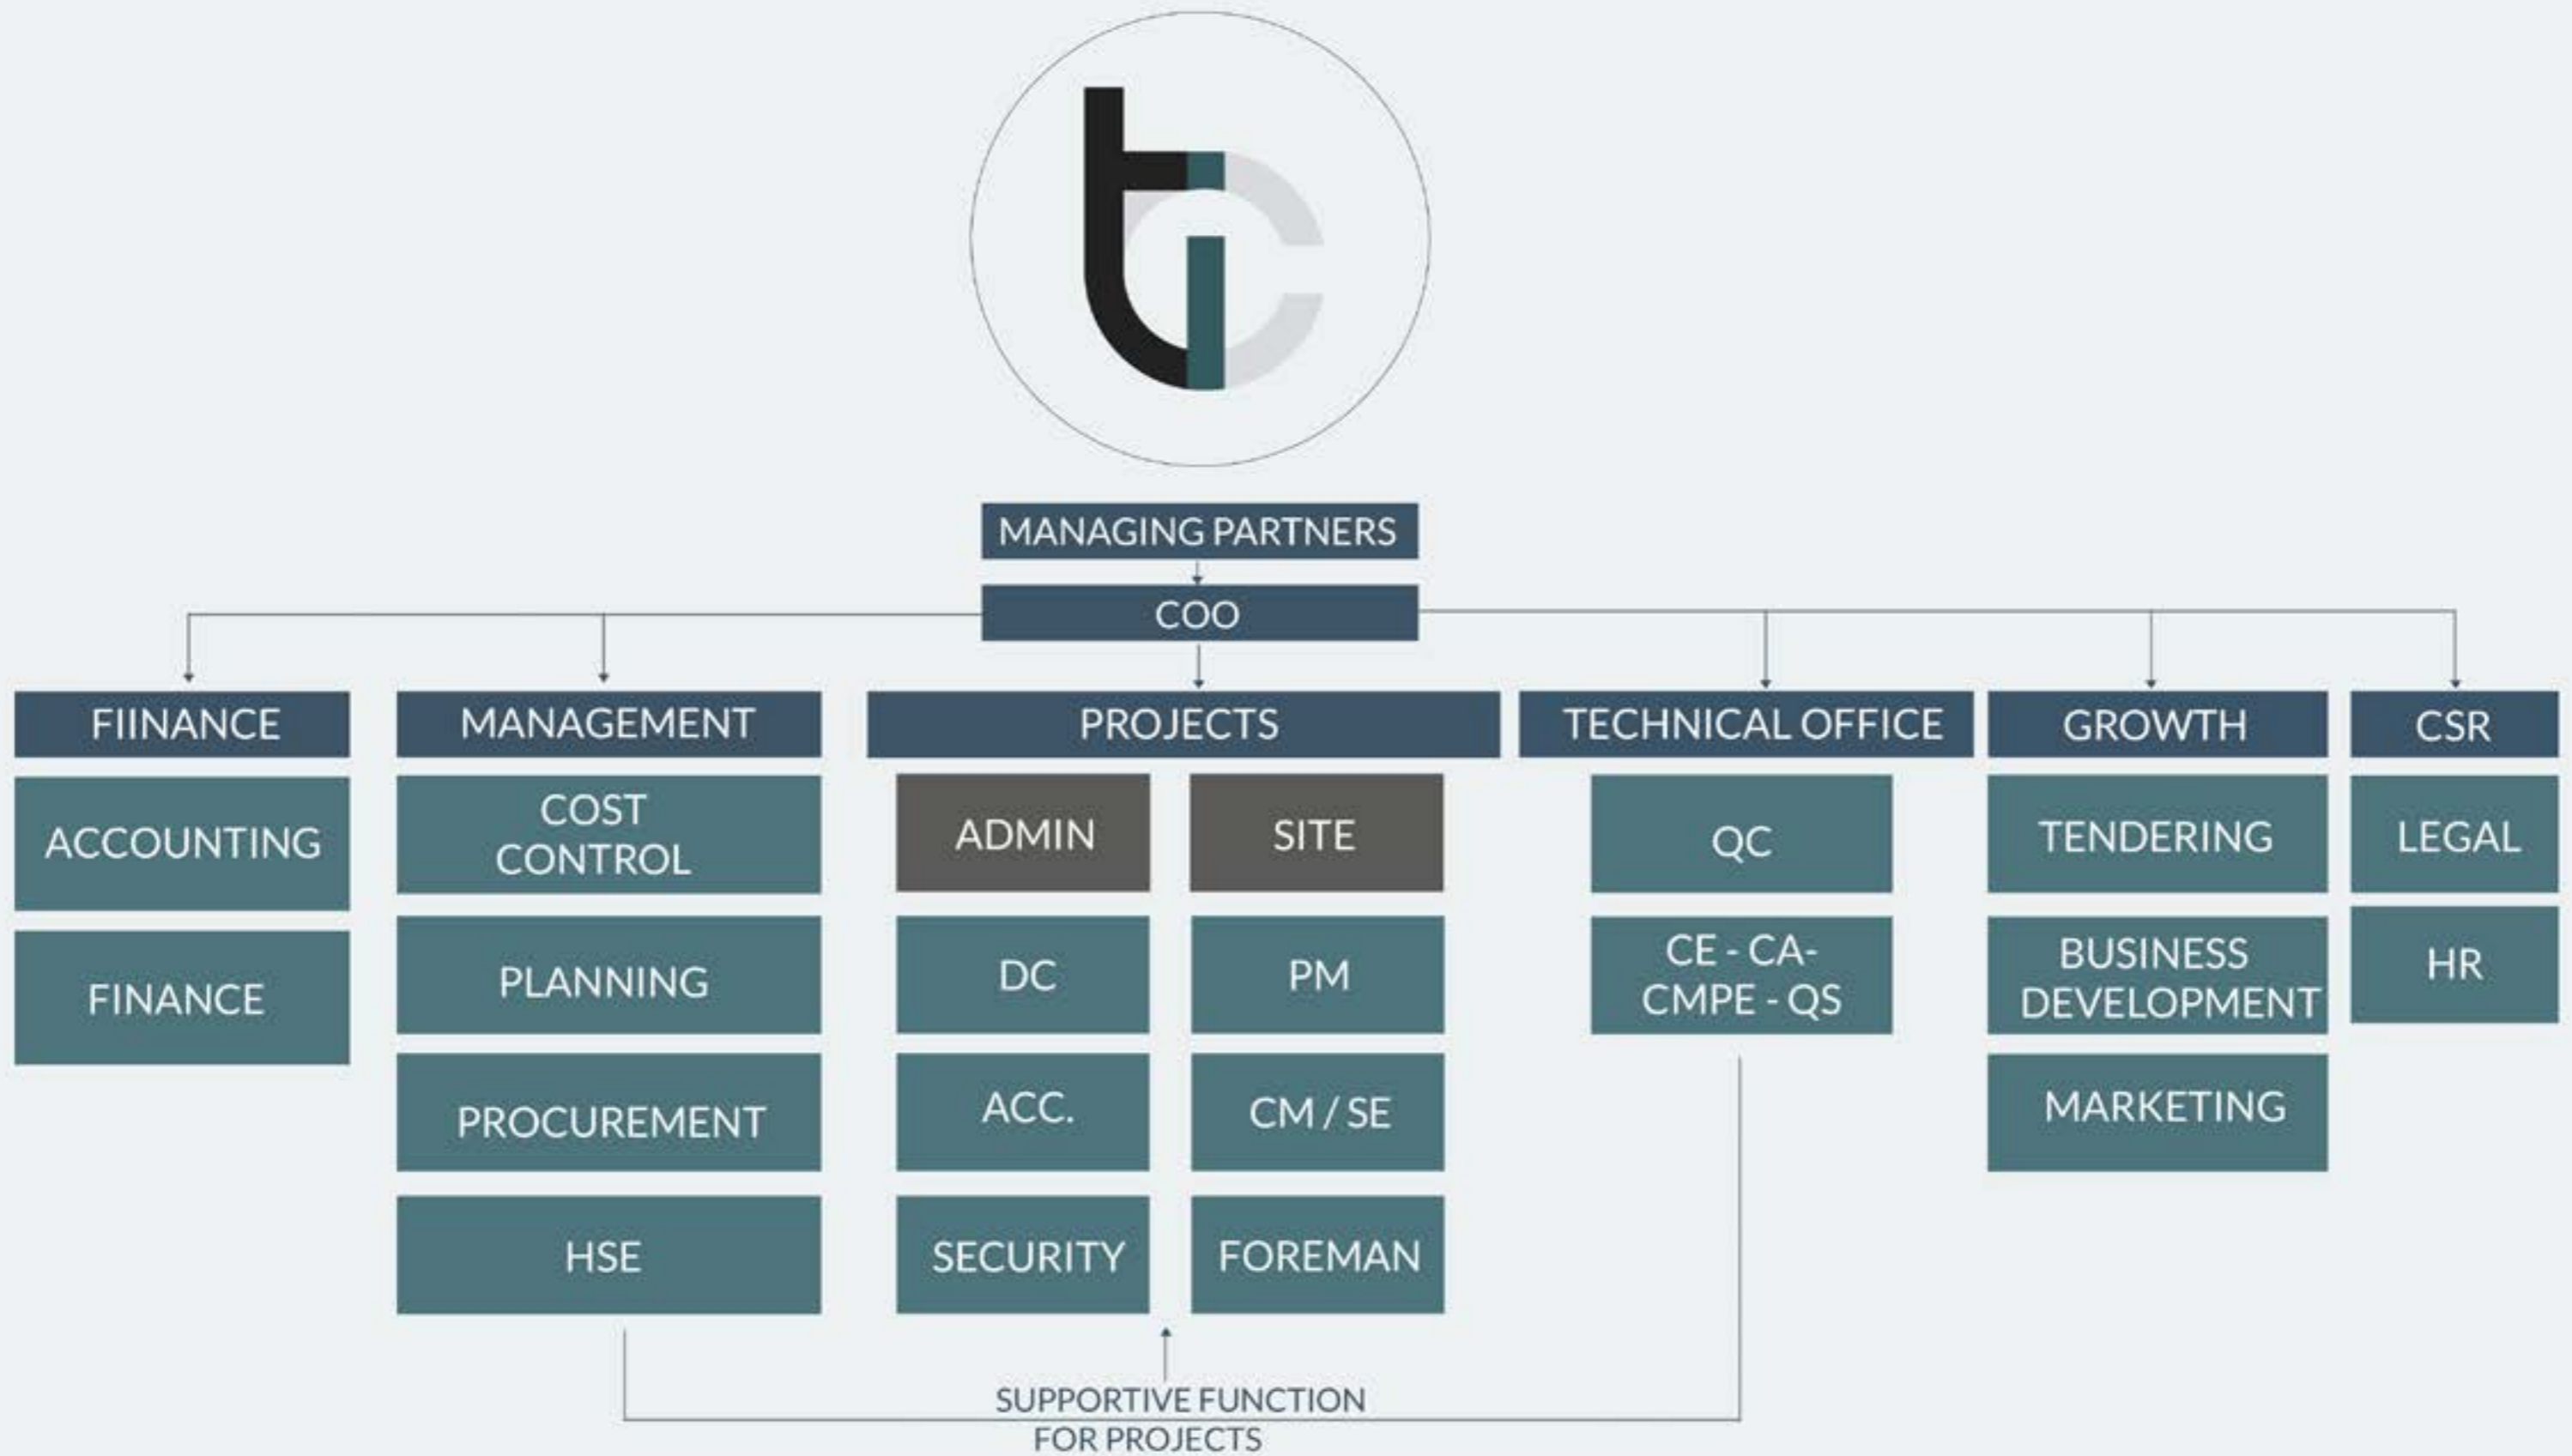 MANAGING PARTNERS
COO
FIINANCE
ACCOUNTING
FINANCE
MANAGEMENT
COST
CONTROL
PLANNING
PROCUREMENT
HSE
PROJECTS
ADMIN
DC
ACC.
SECURITY
SITE
PM
CM / SE
FOREMAN
TECHNICAL OFFICE
QC
CE - CA-
CMPE - QS
GROWTH
TENDERING
BUSINESS
DEVELOPMENT
MARKETING
CSR
LEGAL
HR
SUPPORTIVE FUNCTION
FOR PROJECTS